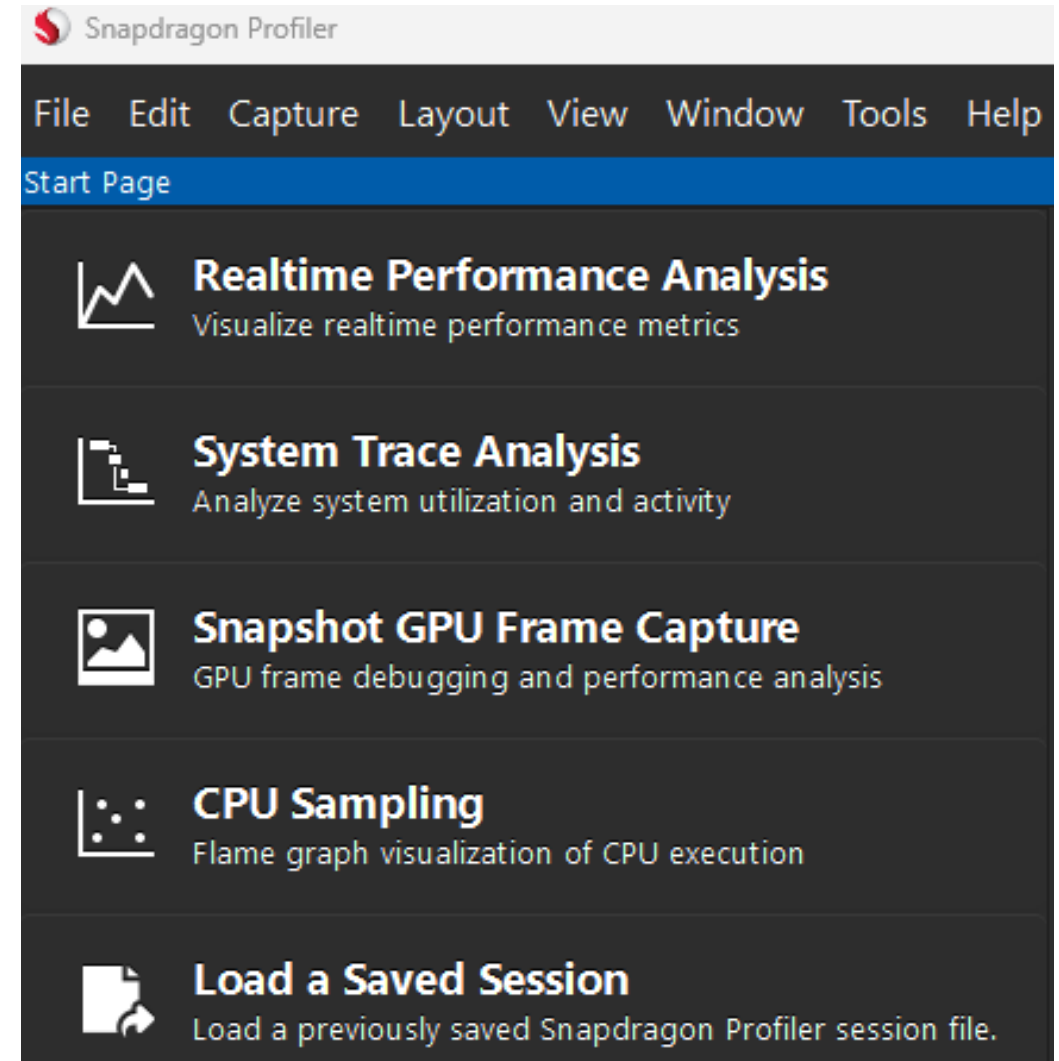 Snapdragon Profiler
File Edit Capture Layout View Window Tools Help
Start Page
Realtime Performance Analysis
Visualize realtime performance metrics
System Trace Analysis
Analyze system utilization and activity
Snapshot GPU Frame Capture
GPU frame debugging and performance analysis
CPU Sampling
Flame graph visualization of CPU execution
Load a Saved Session
Load a previously saved Snapdragon Profiler session file.